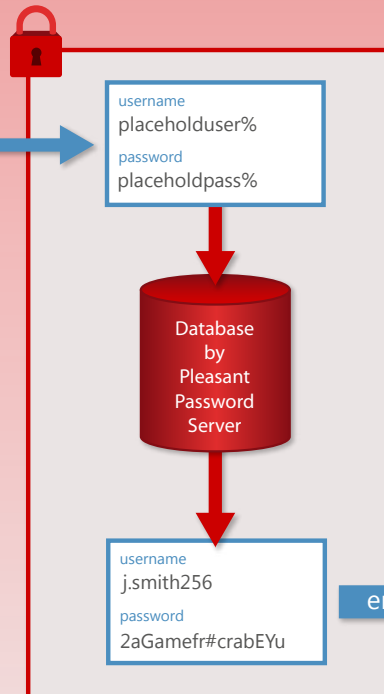 username
placeholduser%
password
placeholdpass%
Database
by
Pleasant
Password
Server
username
j.smith256
password
2aGamefr#crabEYu